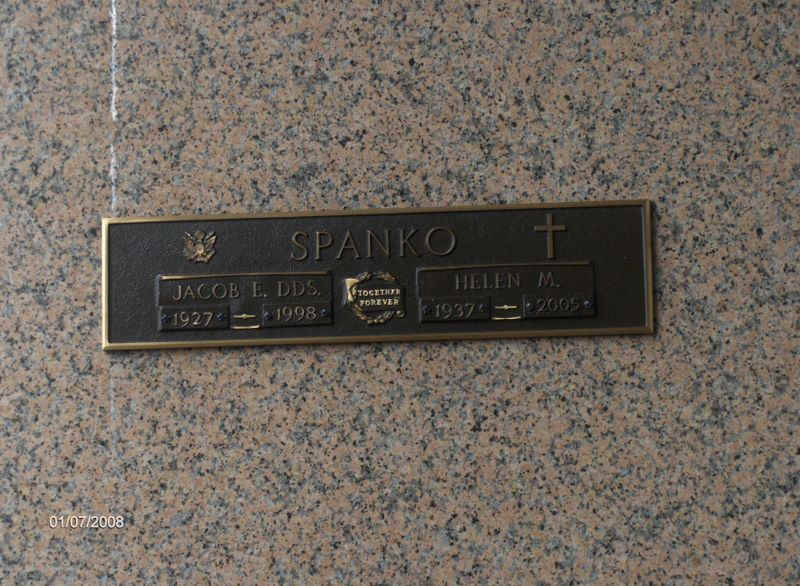 SPANKO
JACOB E. DDS.
1927 – 1998
TOGETHER
FOREVER
HELEN M.
1937 – 2005
01/07/2008